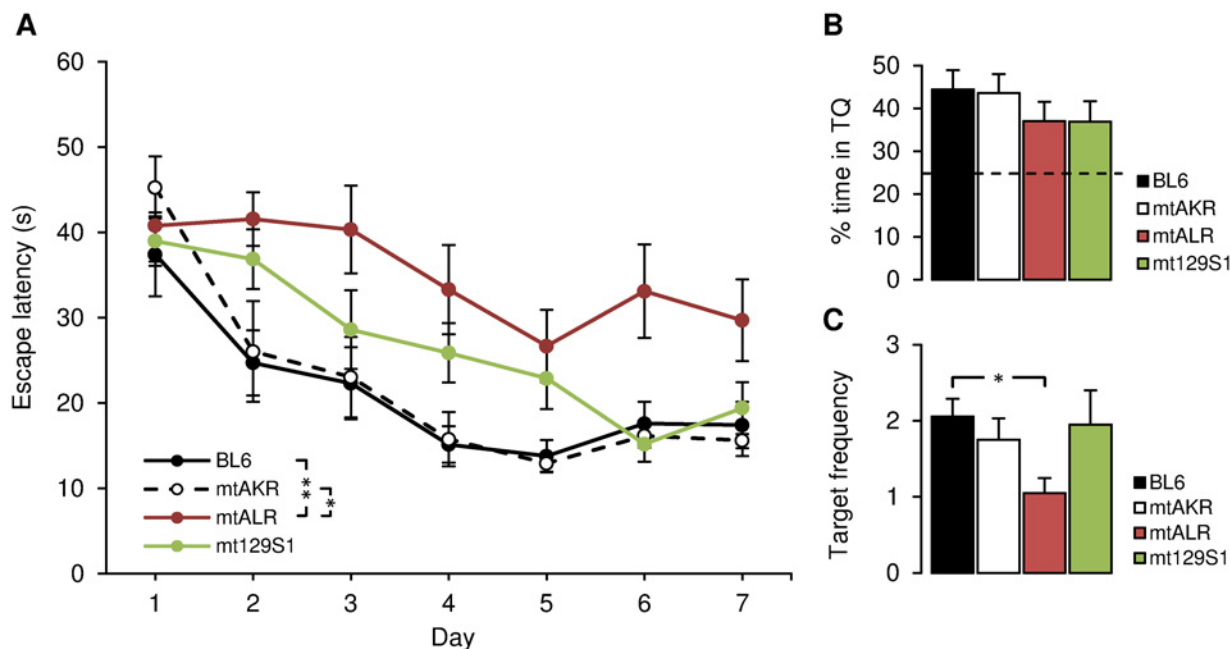 A
Escape latency (s)
60
50
40
30
20
10
0
BL6
mtAKR
mtALR
mt129S1
**
*
1 2 3 4 5 6 7
Day
B
% time in TQ
50
40
30
20
10
0
BL6
mtAKR
mtALR
mt129S1
C
Target frequency
3
2
1
0
*
BL6
mtAKR
mtALR
mt129S1